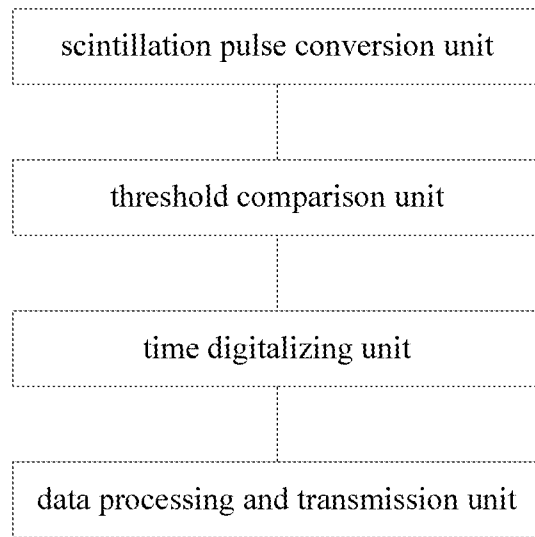 scintillation pulse conversion unit
threshold comparison unit
time digitalizing unit
data processing and transmission unit